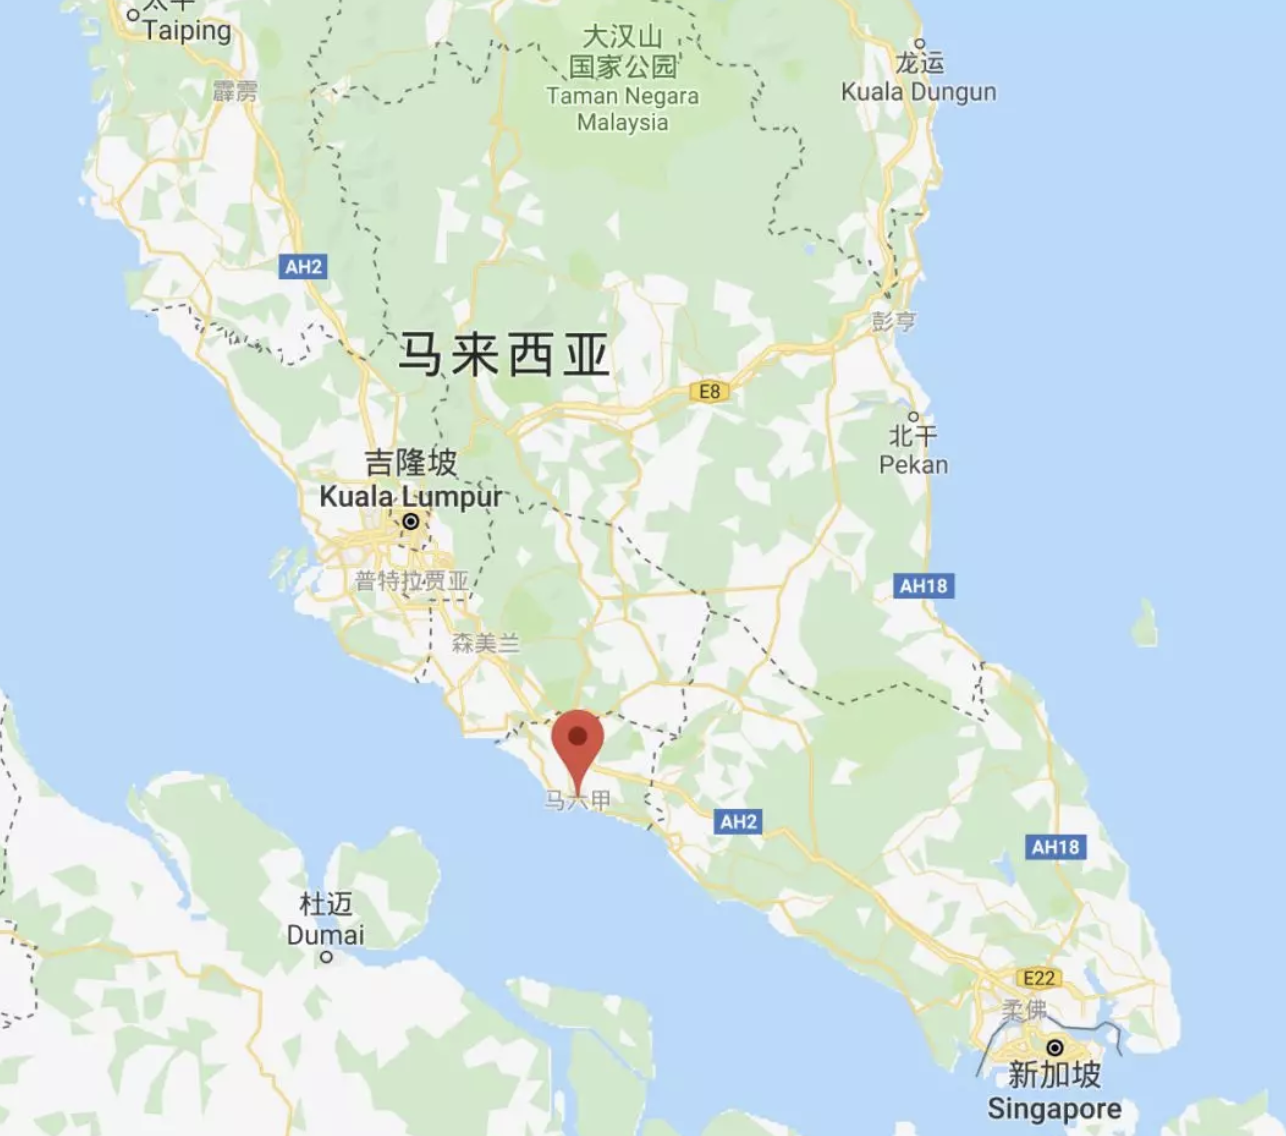 太平
Taiping
大汉山
国家公园
Taman Negara
Malaysia
龙运
Kuala Dungun
霹雳
AH2
彭亨
马来西亚
E8
北干
Pekan
吉隆坡
Kuala Lumpur
普特拉贾亚
AH18
森美兰
马六甲
AH2
AH18
杜迈
Dumai
E22
柔佛
新加坡
Singapore